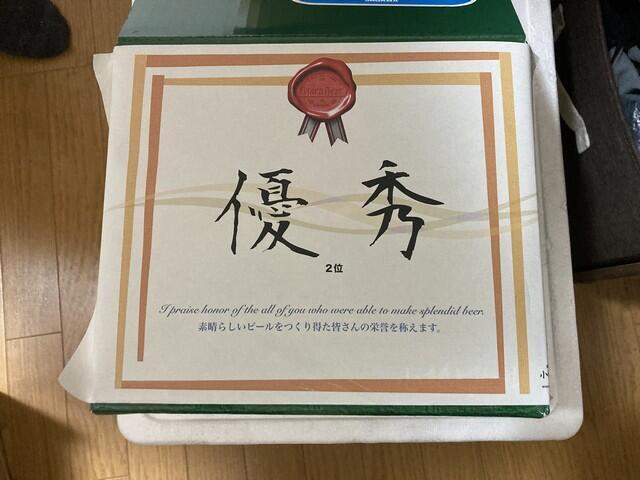 優秀
2位
I praise honor of the all of you who were able to make splendid beer.
素晴らしいビールをつくり得た皆さんの栄誉を称えます。
小